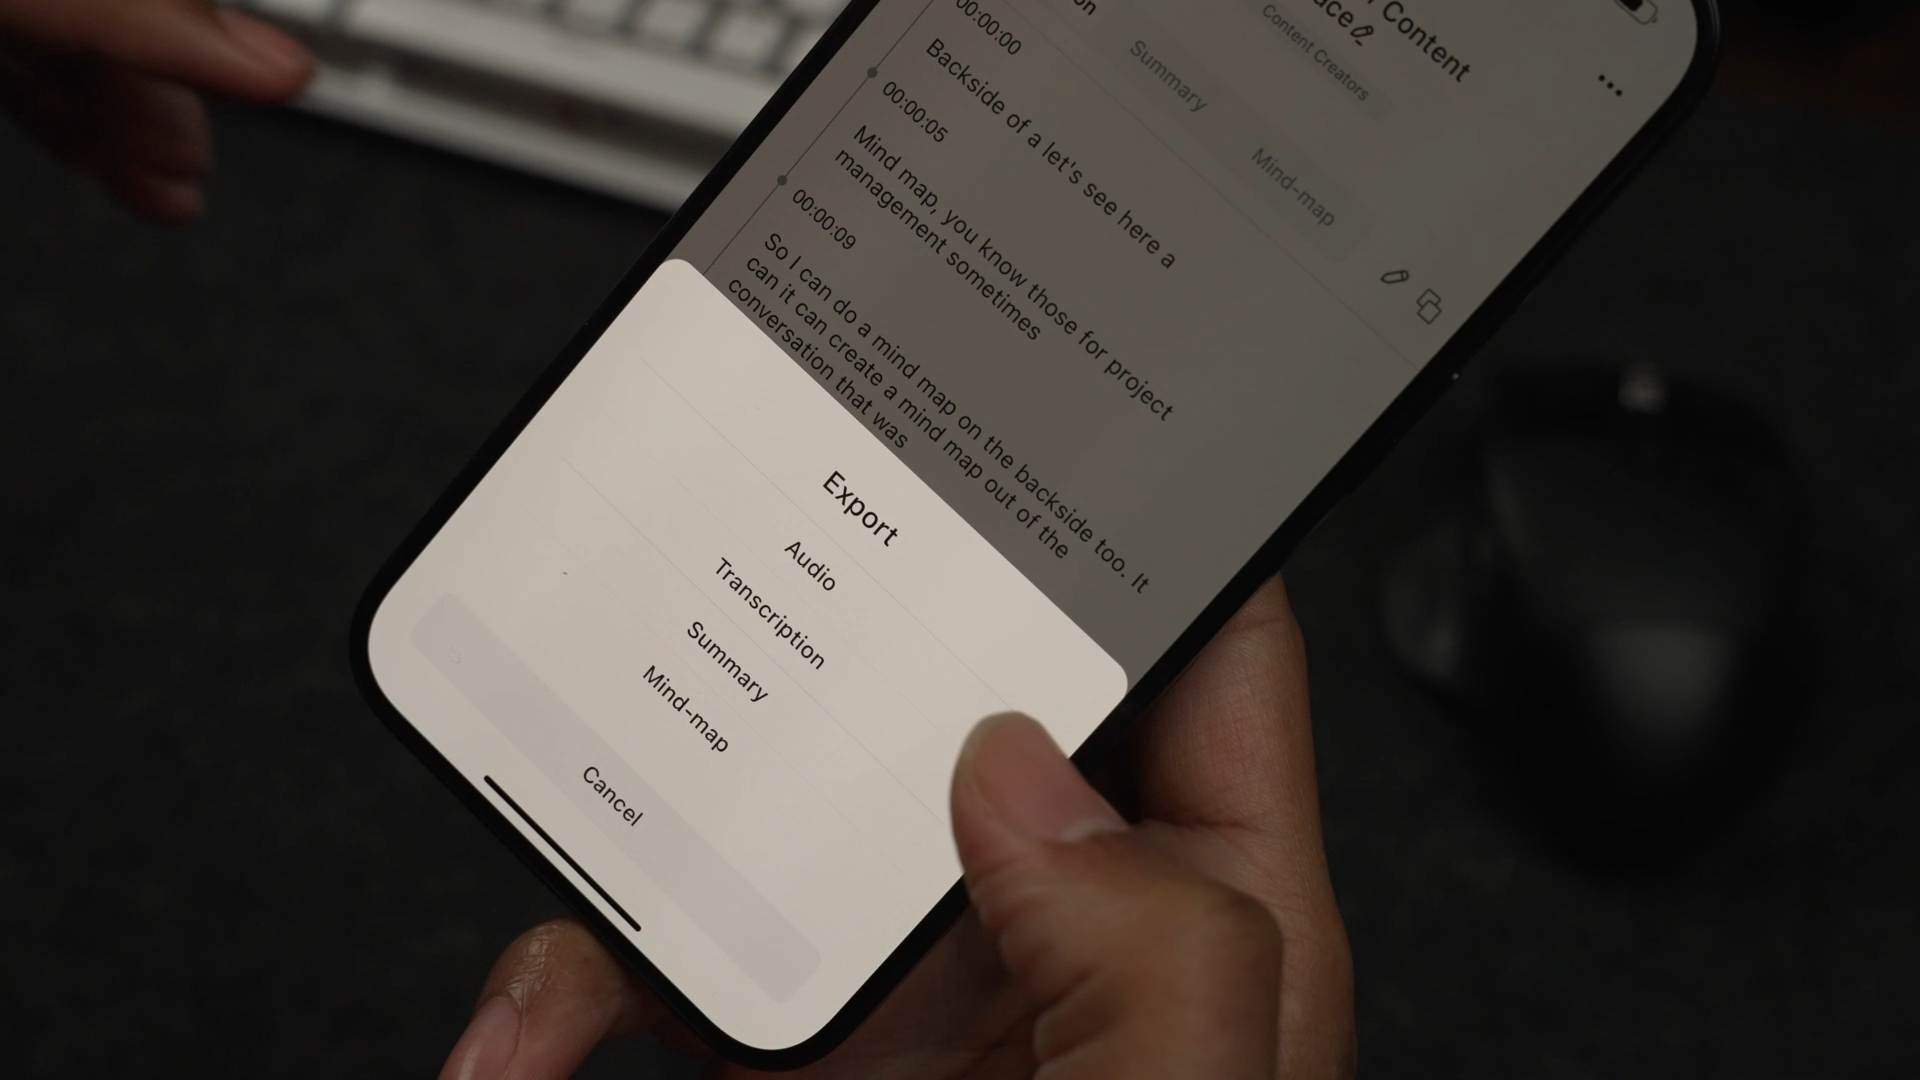 Content
Content Creators
Summary
Mind-map
00:00:00
Backside of a let's see here a
00:00:05
Mind map, you know those for project
management sometimes
00:00:09
So I can do a mind map on the backside too. It
can it can create a mind map out of the
conversation that was
Export
Audio
Transcription
Summary
Mind-map
Cancel